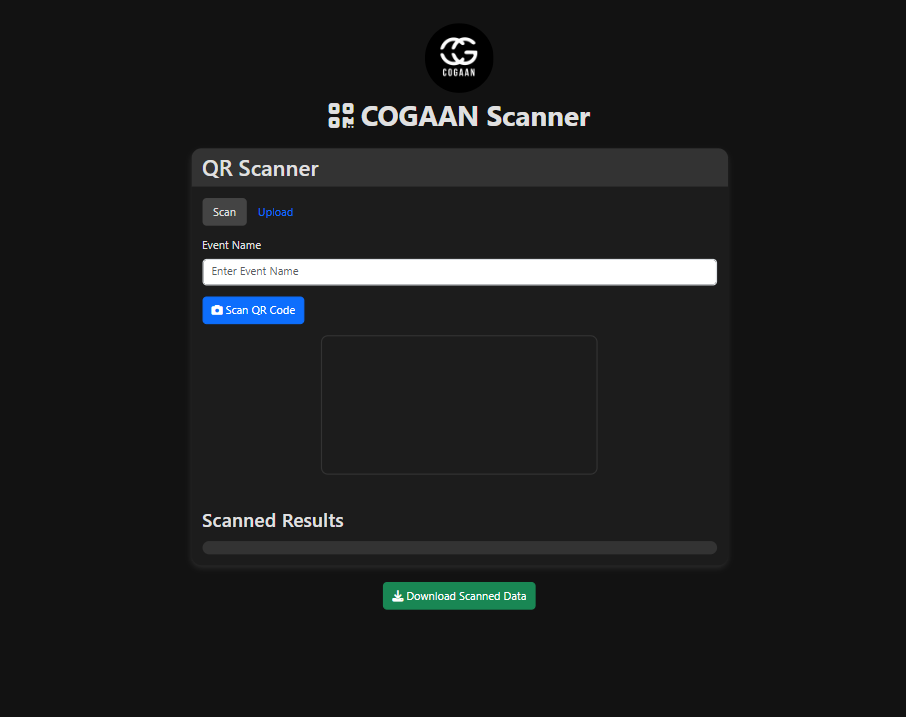 CG
COGAAN
COGAAN Scanner
QR Scanner
Scan Upload
Event Name
Enter Event Name
Scan QR Code
Scanned Results
Download Scanned Data